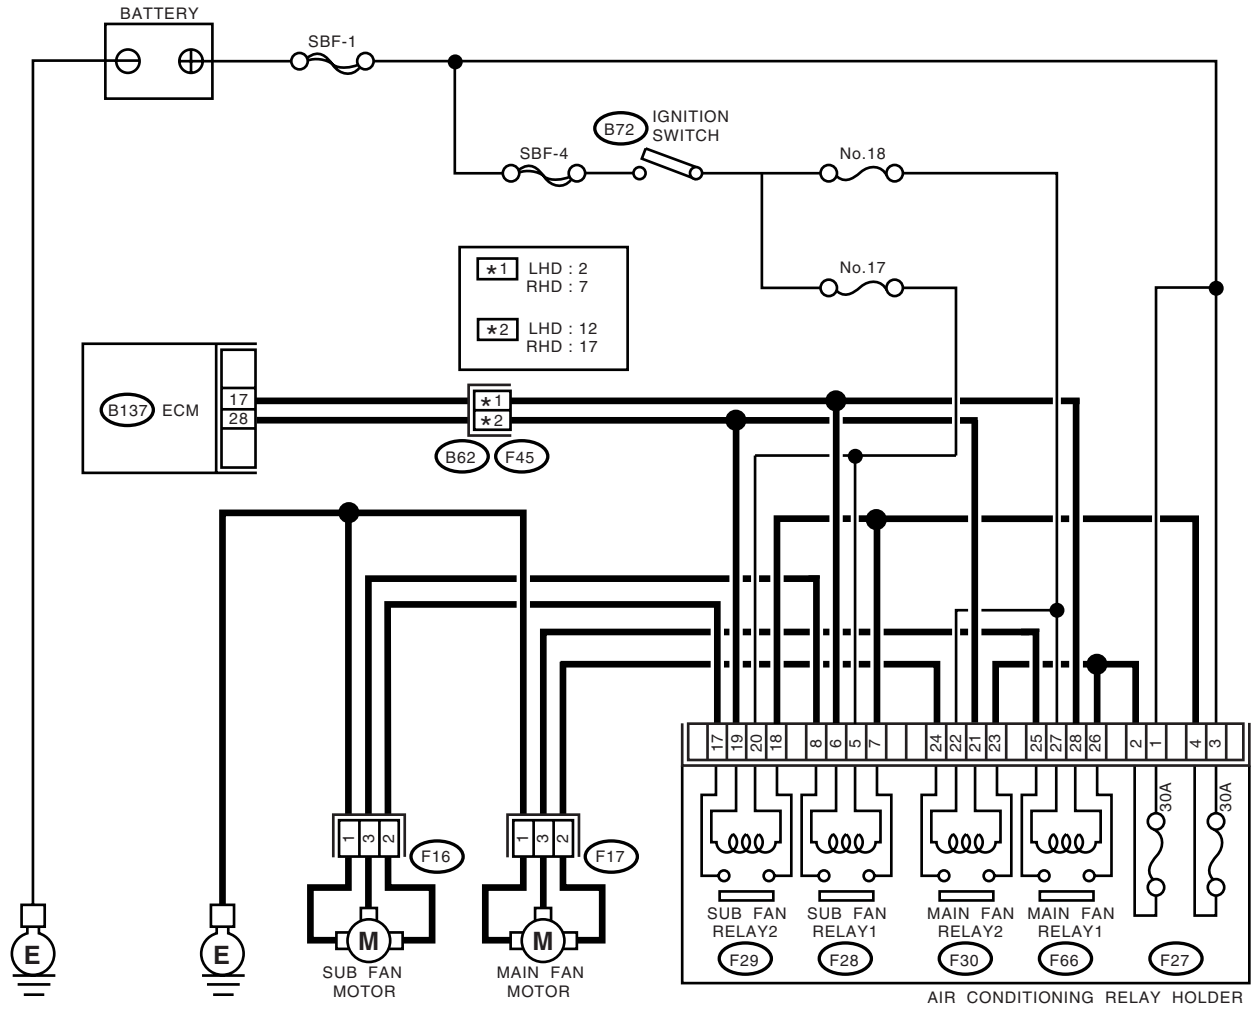 BATTERY
SBF-1
B72
IGNITION
SWITCH
SBF-4
No.18
No.17
*1 LHD : 2
RHD : 7
*2 LHD : 12
RHD : 17
B137 ECM
17
28
*1
*2
B62 F45
17 19 20 18 8 6 5 7 24 22 21 23 25 27 28 26 2 1 4 3
30A 30A
1 3 2
F16
1 3 2
F17
E
E
M
SUB FAN
MOTOR
M
MAIN FAN
MOTOR
SUB FAN
RELAY2
F29
SUB FAN
RELAY1
F28
MAIN FAN
RELAY2
F30
MAIN FAN
RELAY1
F66
F27
AIR CONDITIONING RELAY HOLDER